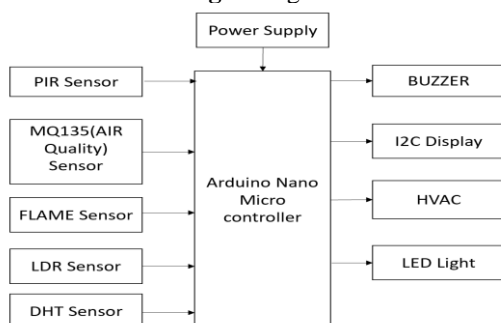 Power Supply
PIR Sensor
MQ135(AIR
Quality)
Sensor
FLAME Sensor
LDR Sensor
DHT Sensor
Arduino Nano
Micro
controller
BUZZER
I2C Display
HVAC
LED Light